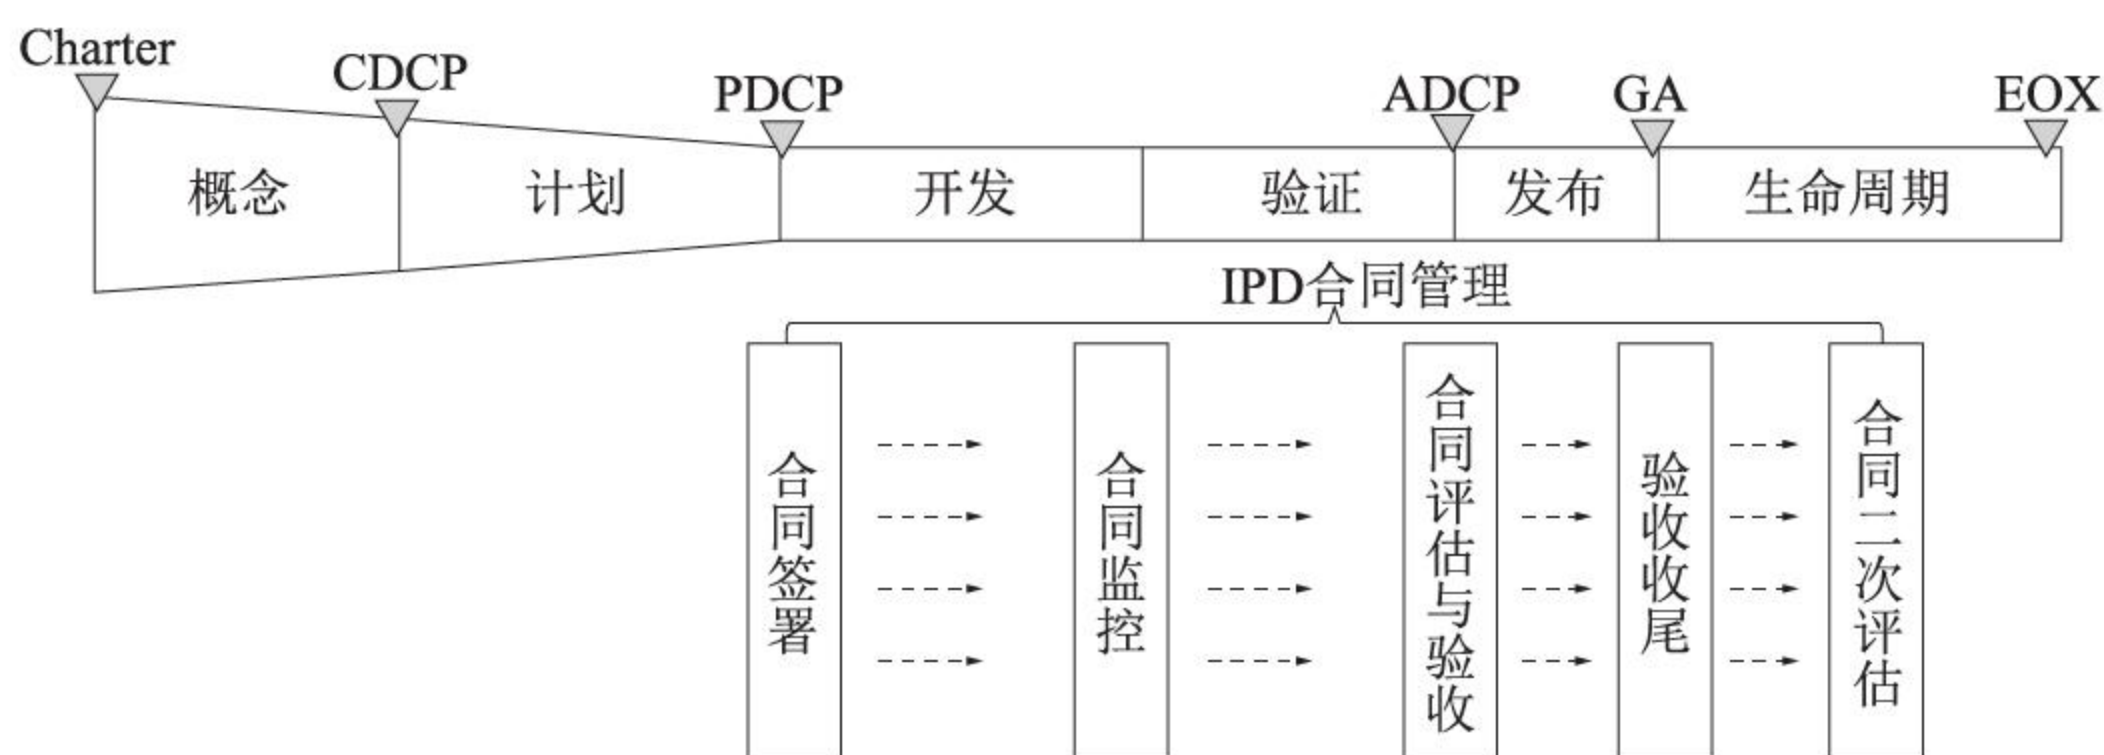 Charter
CDCP
PDCP
ADCP
GA
EOX
概念
计划
开发
验证
发布
生命周期
IPD合同管理
合同签署
合同监控
合同评估与验收
验收收尾
合同二次评估